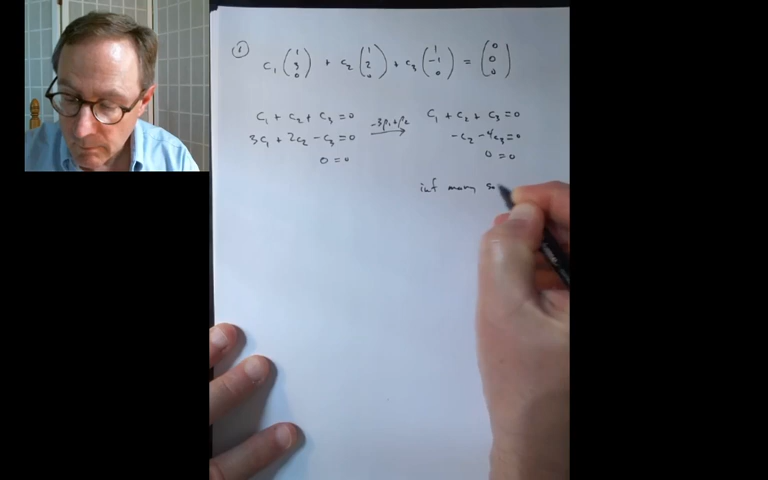 ① c₁ (1 3 0) + c₂ (1 2 0) + c₃ (1 -1 0) = (0 0 0)
c₁ + c₂ + c₃ = 0
3c₁ + 2c₂ - c₃ = 0
0 = 0
-3ρ₁+ρ₂
c₁ + c₂ + c₃ = 0
-c₂ - 4c₃ = 0
0 = 0
inf many so